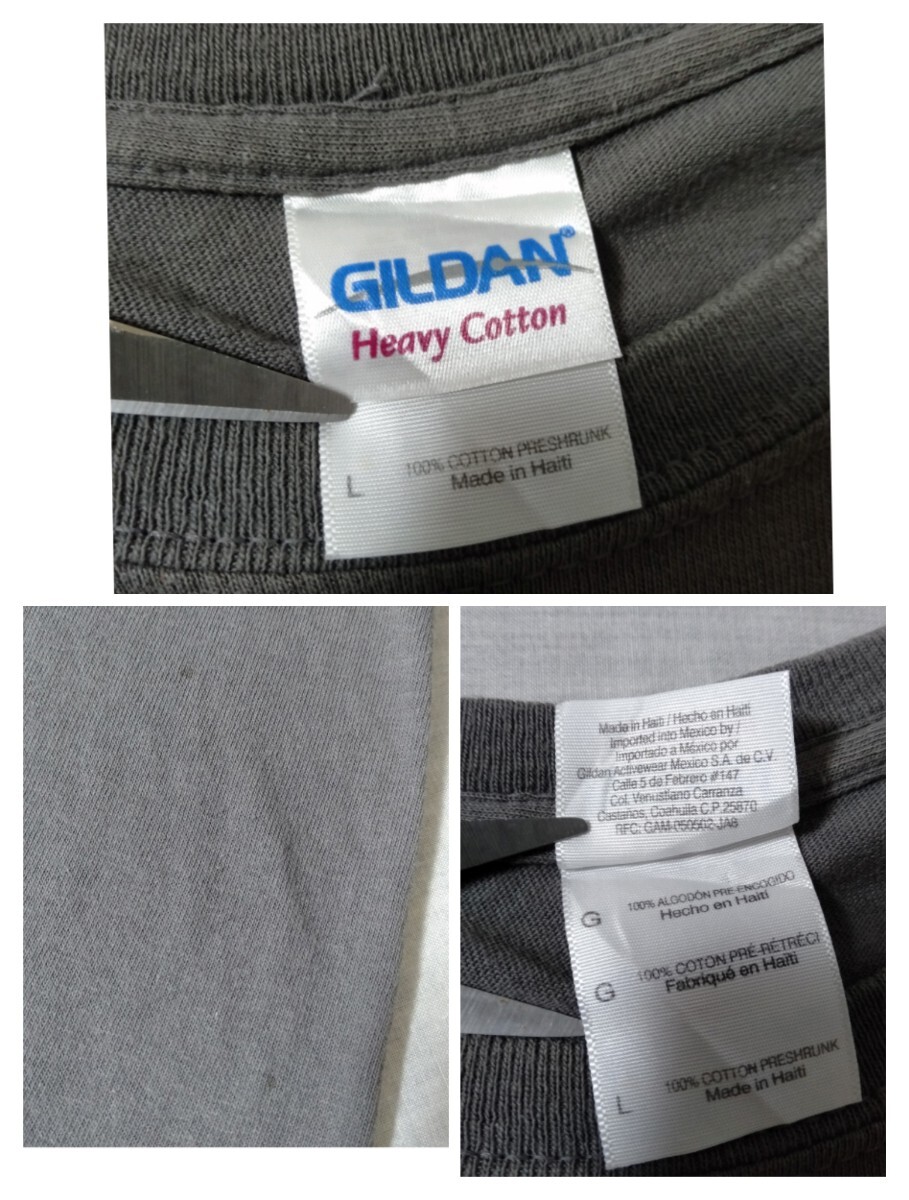 GILDAN®
Heavy Cotton
L
100% COTTON PRESHRUNK
Made in Haiti
Made in Haiti / Hecho en Haiti
Imported into Mexico by /
Importado a México por
Gildan Activewear Mexico S.A. de C.V.
Calle 5 de Febrero #147
Col. Venustiano Carranza
Castaños, Coahuila C.P. 25870
RFC: GAM-050502-JA8
G
100% ALGODÓN PRE-ENCOGIDO
Hecho en Haiti
G
100% COTON PRÉ-RÉTRÉCI
Fabriqué en Haïti
L
100% COTTON PRESHRUNK
Made in Haiti